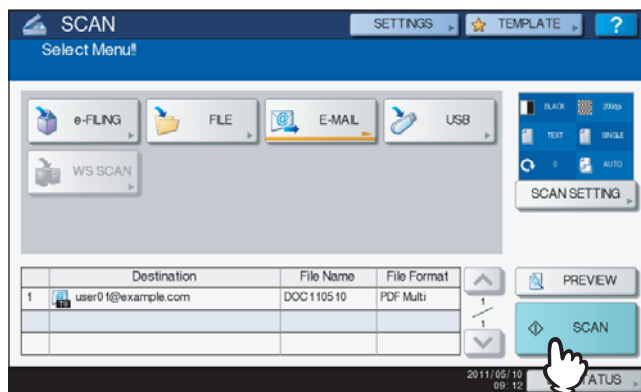 SCAN SETTINGS TEMPLATE ?
Select Menu!!
e-FILING FILE E-MAIL USB
BLACK 200dpi
TEXT SINGLE
0 AUTO
WS SCAN
SCAN SETTING
Destination File Name File Format
1 TO user01@example.com DOC110510 PDF Multi
1
1
PREVIEW
SCAN
2011/05/10
09:12